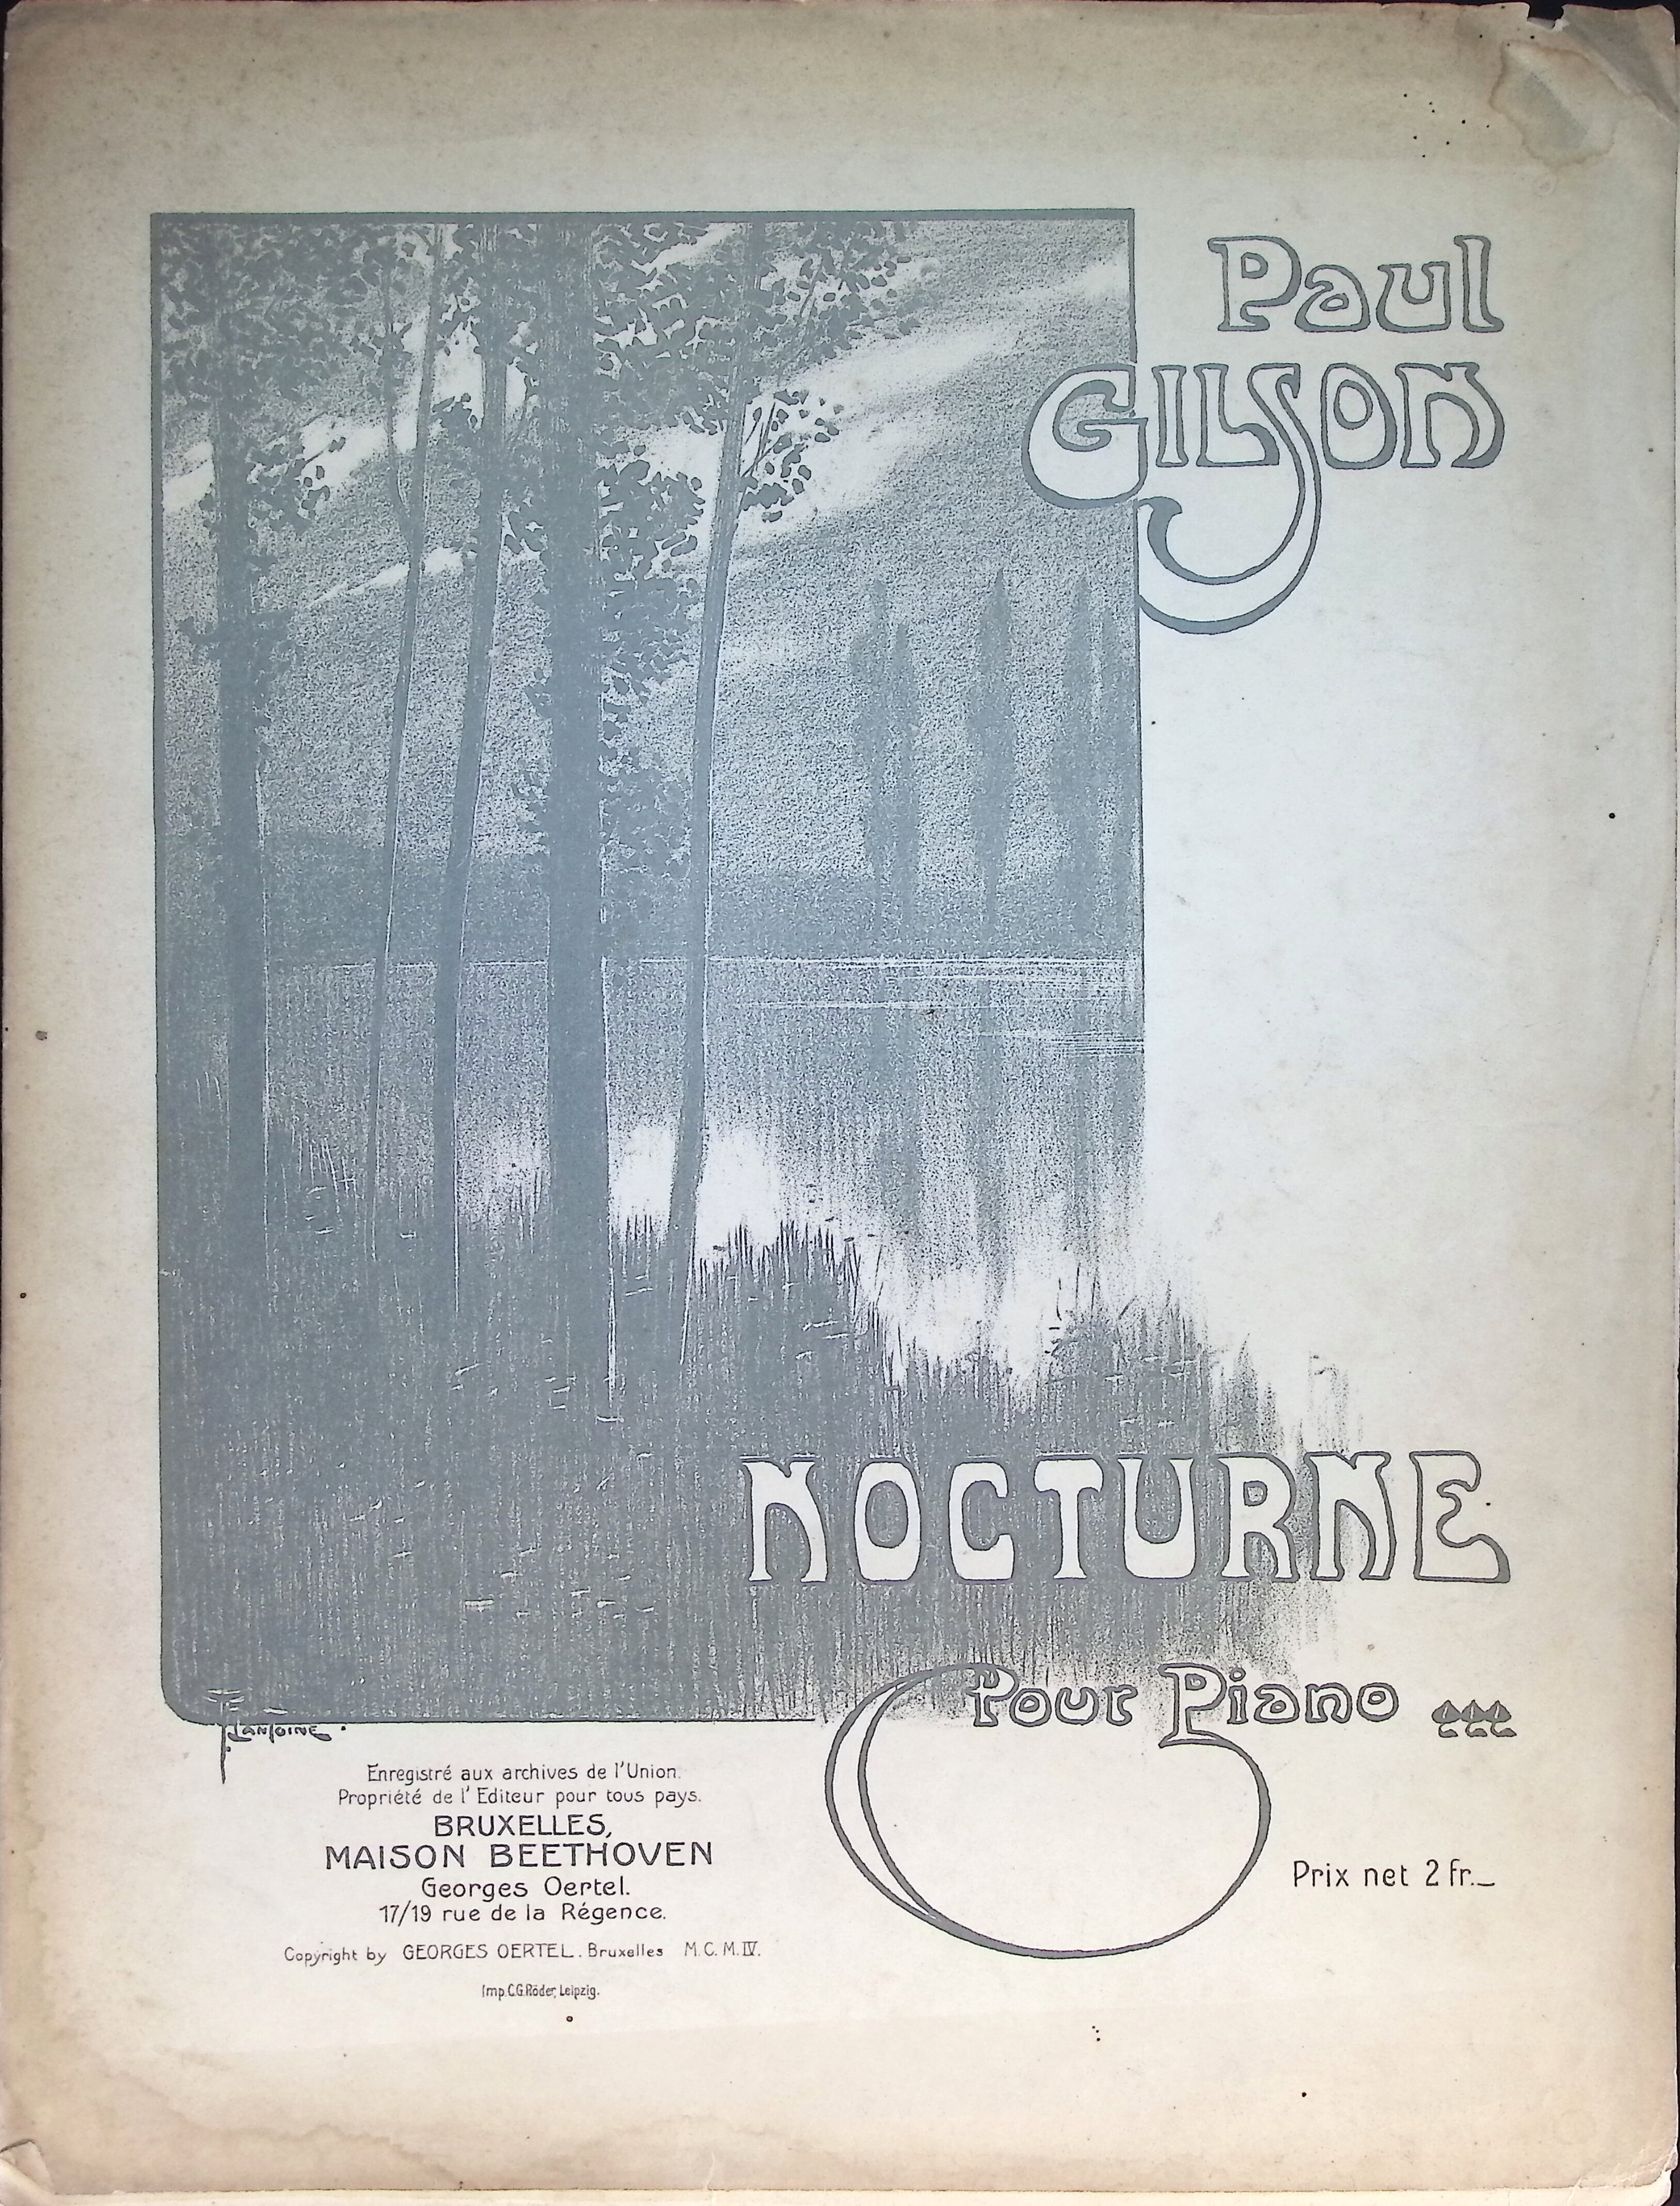 Paul
GILSON
NOCTURNE
Pour Piano
Enregistré aux archives de l'Union.
Propriété de l'Editeur pour tous pays.
BRUXELLES,
MAISON BEETHOVEN
Georges Oertel.
17/19 rue de la Régence.
Prix net 2 fr._
Copyright by GEORGES OERTEL. Bruxelles M.C.M.IV.
Imp. C.G. Röder, Leipzig.